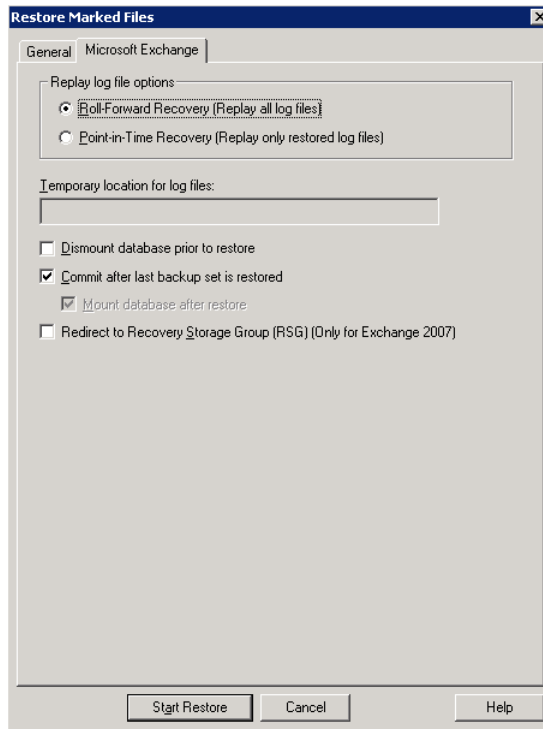 Restore Marked Files
General
Microsoft Exchange
Replay log file options
Roll-Forward Recovery (Replay all log files)
Point-in-Time Recovery (Replay only restored log files)
Temporary location for log files:
Dismount database prior to restore
Commit after last backup set is restored
Mount database after restore
Redirect to Recovery Storage Group (RSG) (Only for Exchange 2007)
Start Restore
Cancel
Help